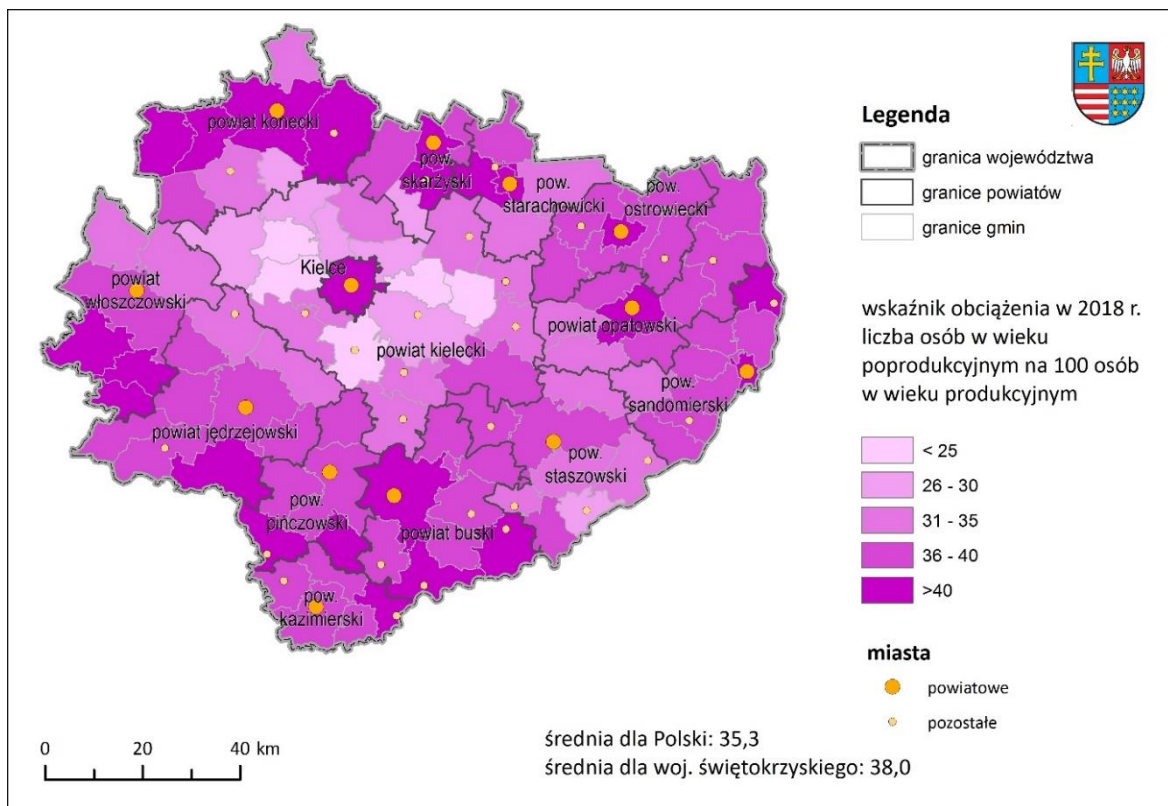 powiat konecki
pow.
skarżyski
pow.
starachowicki
pow.
ostrowiecki
powiat
włoszczowski
Kielce
powiat opatowski
powiat kielecki
pow.
sandomierski
powiat jędrzejowski
pow.
staszowski
pow.
pińczowski
powiat buski
pow.
kazimierski
Legenda
granica województwa
granice powiatów
granice gmin
wskaźnik obciążenia w 2018 r.
liczba osób w wieku
poprodukcyjnym na 100 osób
w wieku produkcyjnym
< 25
26 - 30
31 - 35
36 - 40
>40
miasta
powiatowe
pozostałe
0 20 40 km
średnia dla Polski: 35,3
średnia dla woj. świętokrzyskiego: 38,0